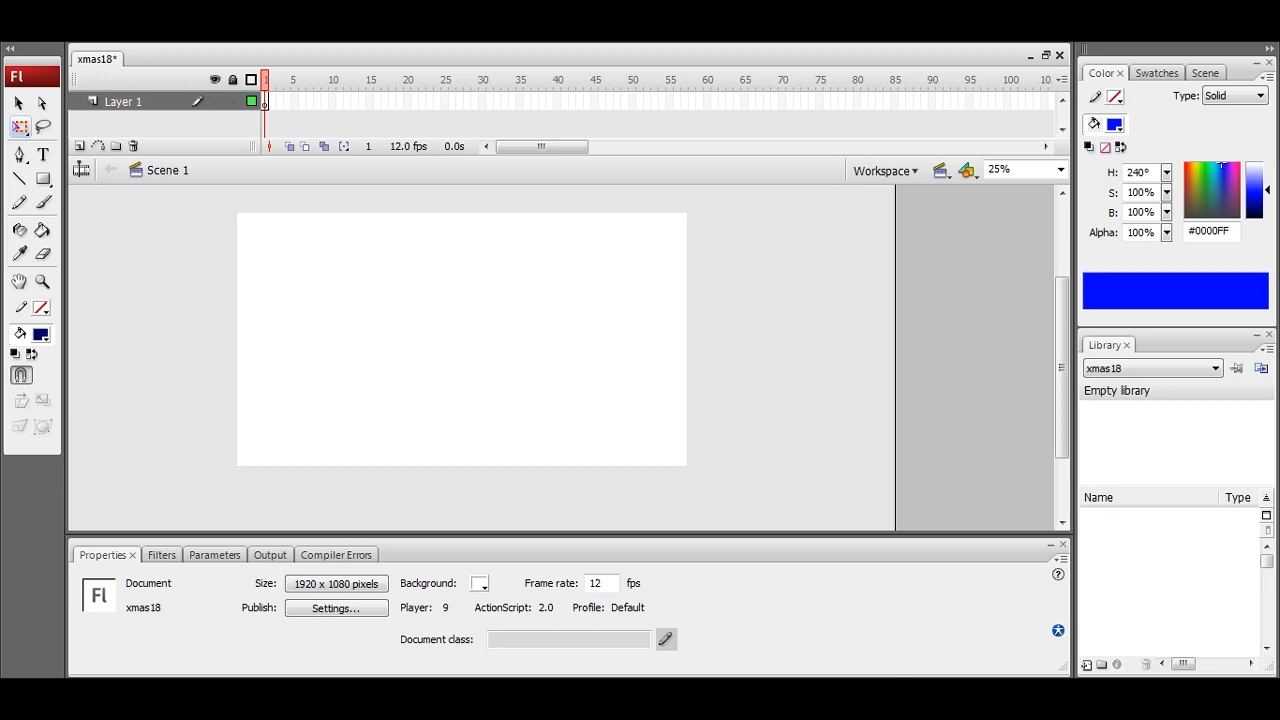 xmas18*
Fl
1 5 10 15 20 25 30 35 40 45 50 55 60 65 70 75 80 85 90 95 100 10
Layer 1
1 12.0 fps 0.0s
Scene 1
Workspace
25%
T
Color Swatches Scene
Type: Solid
H: 240°
S: 100%
B: 100%
Alpha: 100% #0000FF
Library
xmas18
Empty library
Name Type
Properties Filters Parameters Output Compiler Errors
Fl
Document Size: 1920 x 1080 pixels Background: Frame rate: 12 fps
xmas18 Publish: Settings... Player: 9 ActionScript: 2.0 Profile: Default
Document class: